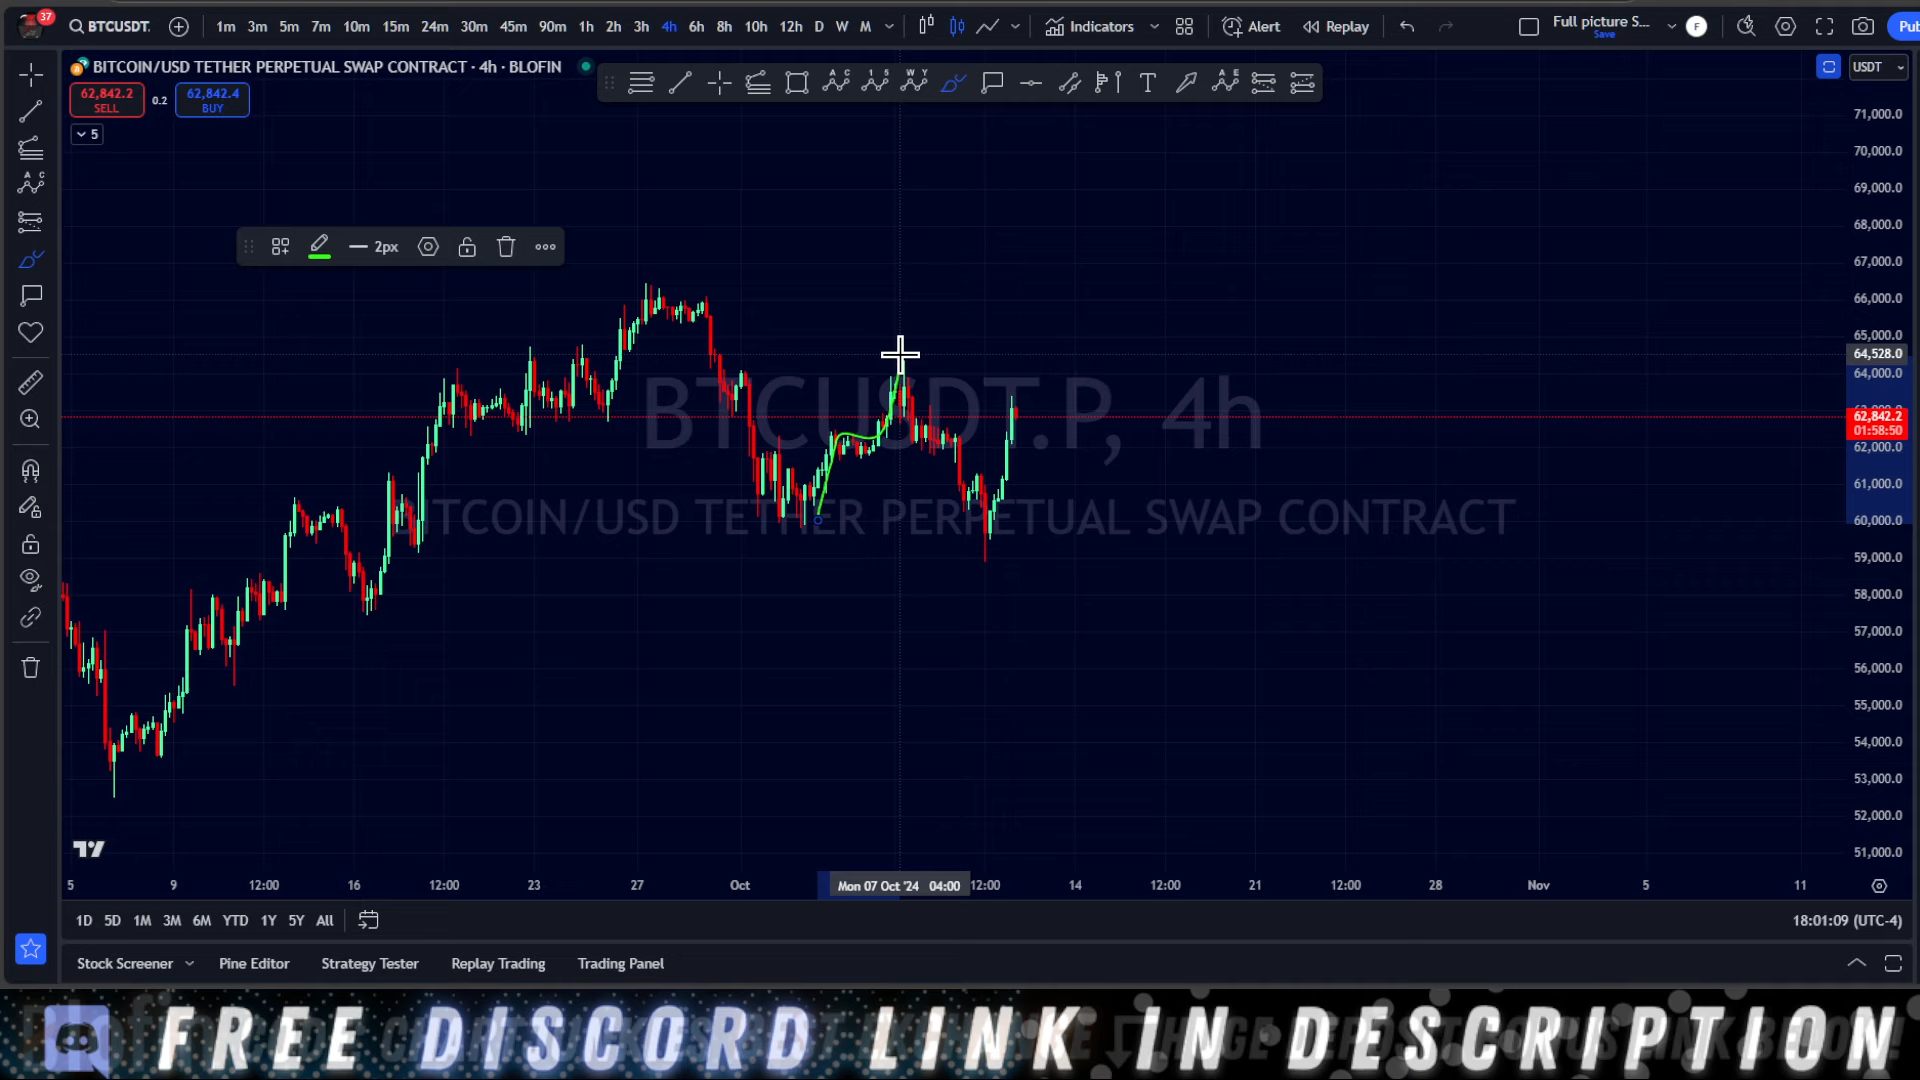 37
BTCUSDT.
1m 3m 5m 7m 10m 15m 24m 30m 45m 90m 1h 2h 3h 4h 6h 8h 10h 12h D W M
Indicators
Alert
Replay
Full picture S...
Save
F
Pub
BITCOIN/USD TETHER PERPETUAL SWAP CONTRACT · 4h · BLOFIN
USDT
62,842.2
SELL
0.2
62,842.4
BUY
5
2px
71,000.0
70,000.0
69,000.0
68,000.0
67,000.0
66,000.0
65,000.0
64,528.0
64,000.0
62,842.2
01:58:50
62,000.0
61,000.0
60,000.0
59,000.0
58,000.0
57,000.0
56,000.0
55,000.0
54,000.0
53,000.0
52,000.0
51,000.0
BTCUSDT.P, 4h
BITCOIN/USD TETHER PERPETUAL SWAP CONTRACT
5 9 12:00 16 12:00 23 27 Oct Mon 07 Oct '24 04:00 12:00 14 12:00 21 12:00 28 Nov 5 11
1D 5D 1M 3M 6M YTD 1Y 5Y All
18:01:09 (UTC-4)
Stock Screener Pine Editor Strategy Tester Replay Trading Trading Panel
FREE DISCORD LINK IN DESCRIPTION